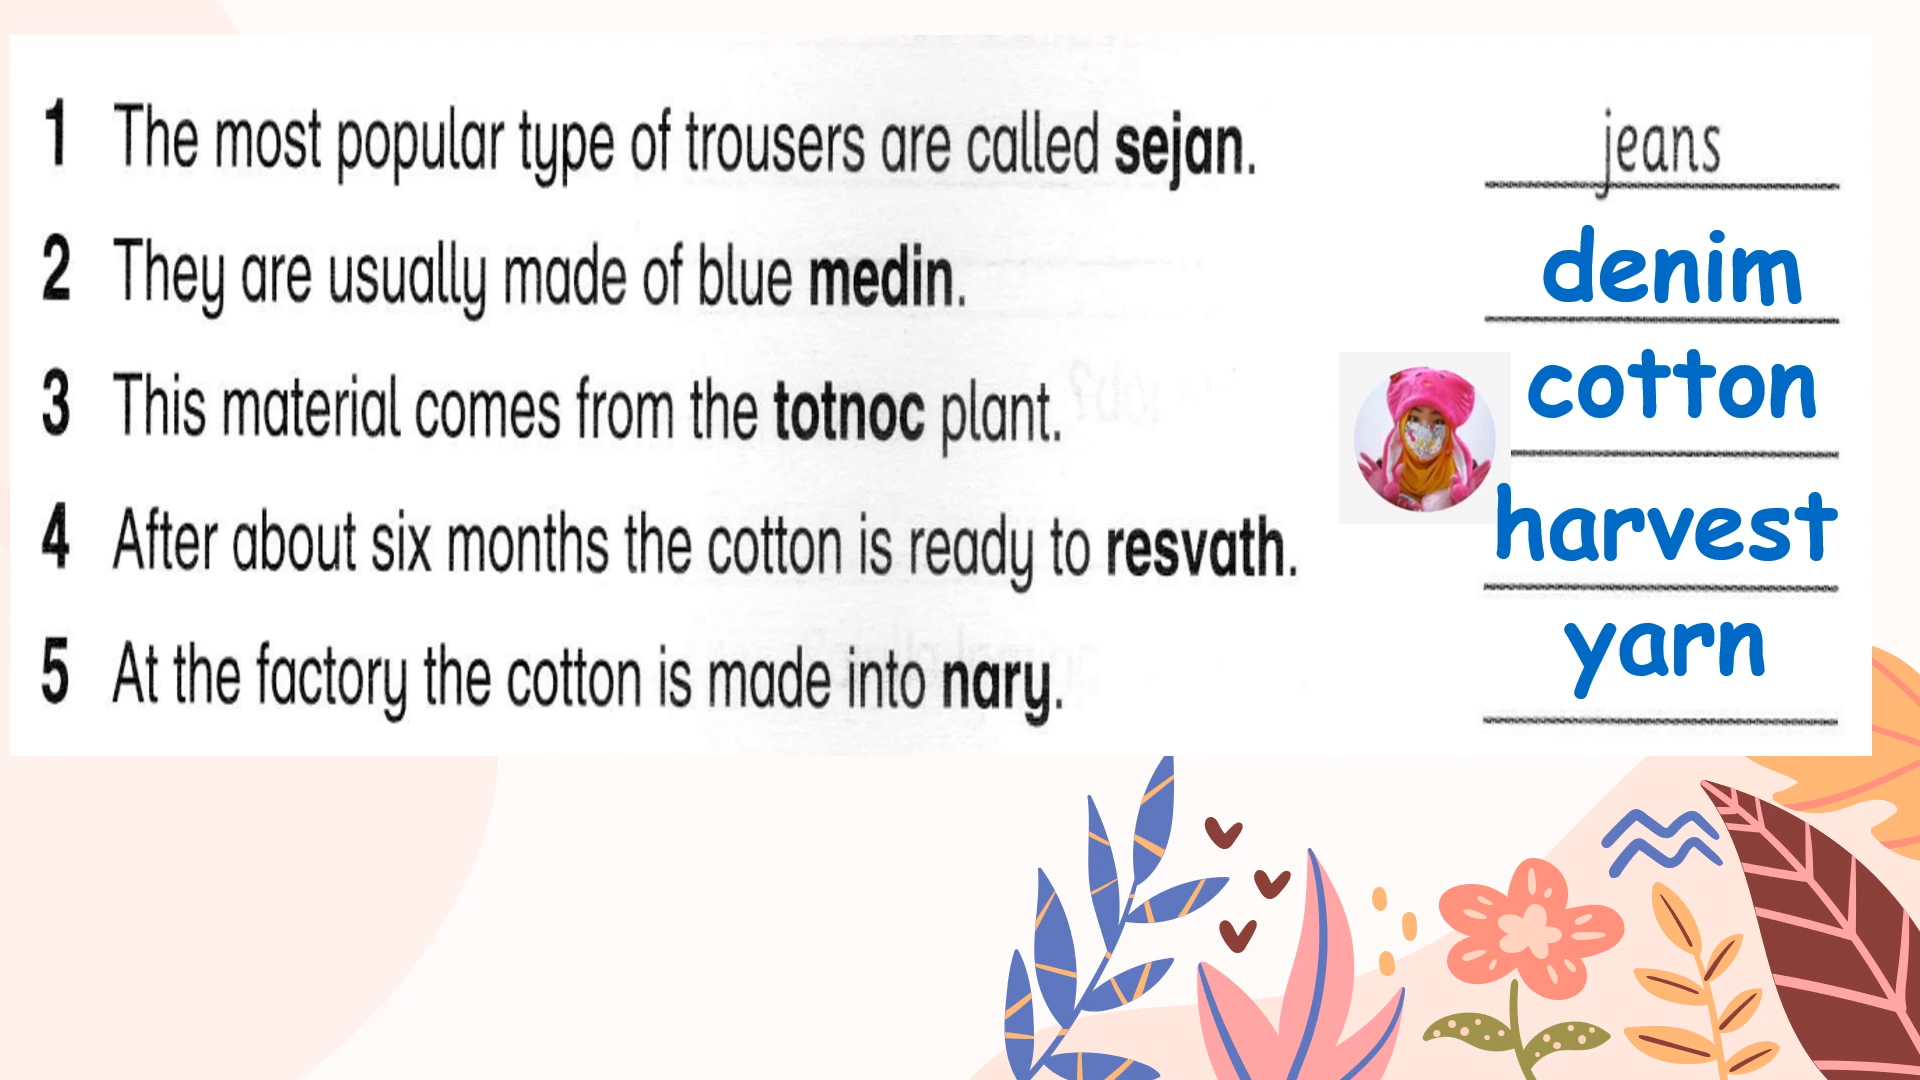 1 The most popular type of trousers are called sejan. jeans
2 They are usually made of blue medin. denim
3 This material comes from the totnoc plant. cotton
4 After about six months the cotton is ready to resvath. harvest
5 At the factory the cotton is made into nary. yarn